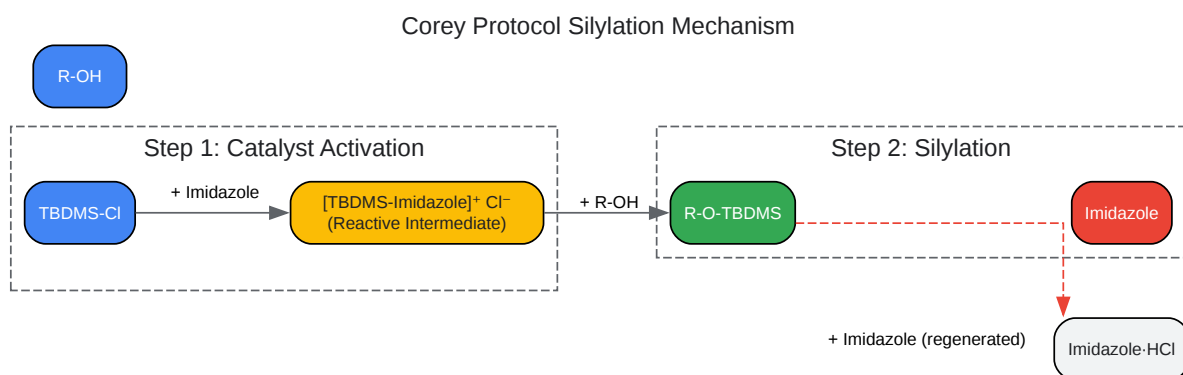 Corey Protocol Silylation Mechanism
R-OH
Step 1: Catalyst Activation
Step 2: Silylation
TBDMS-Cl
+ Imidazole
[TBDMS-Imidazole]⁺ Cl⁻
(Reactive Intermediate)
+ R-OH
R-O-TBDMS
Imidazole
+ Imidazole (regenerated)
Imidazole·HCl